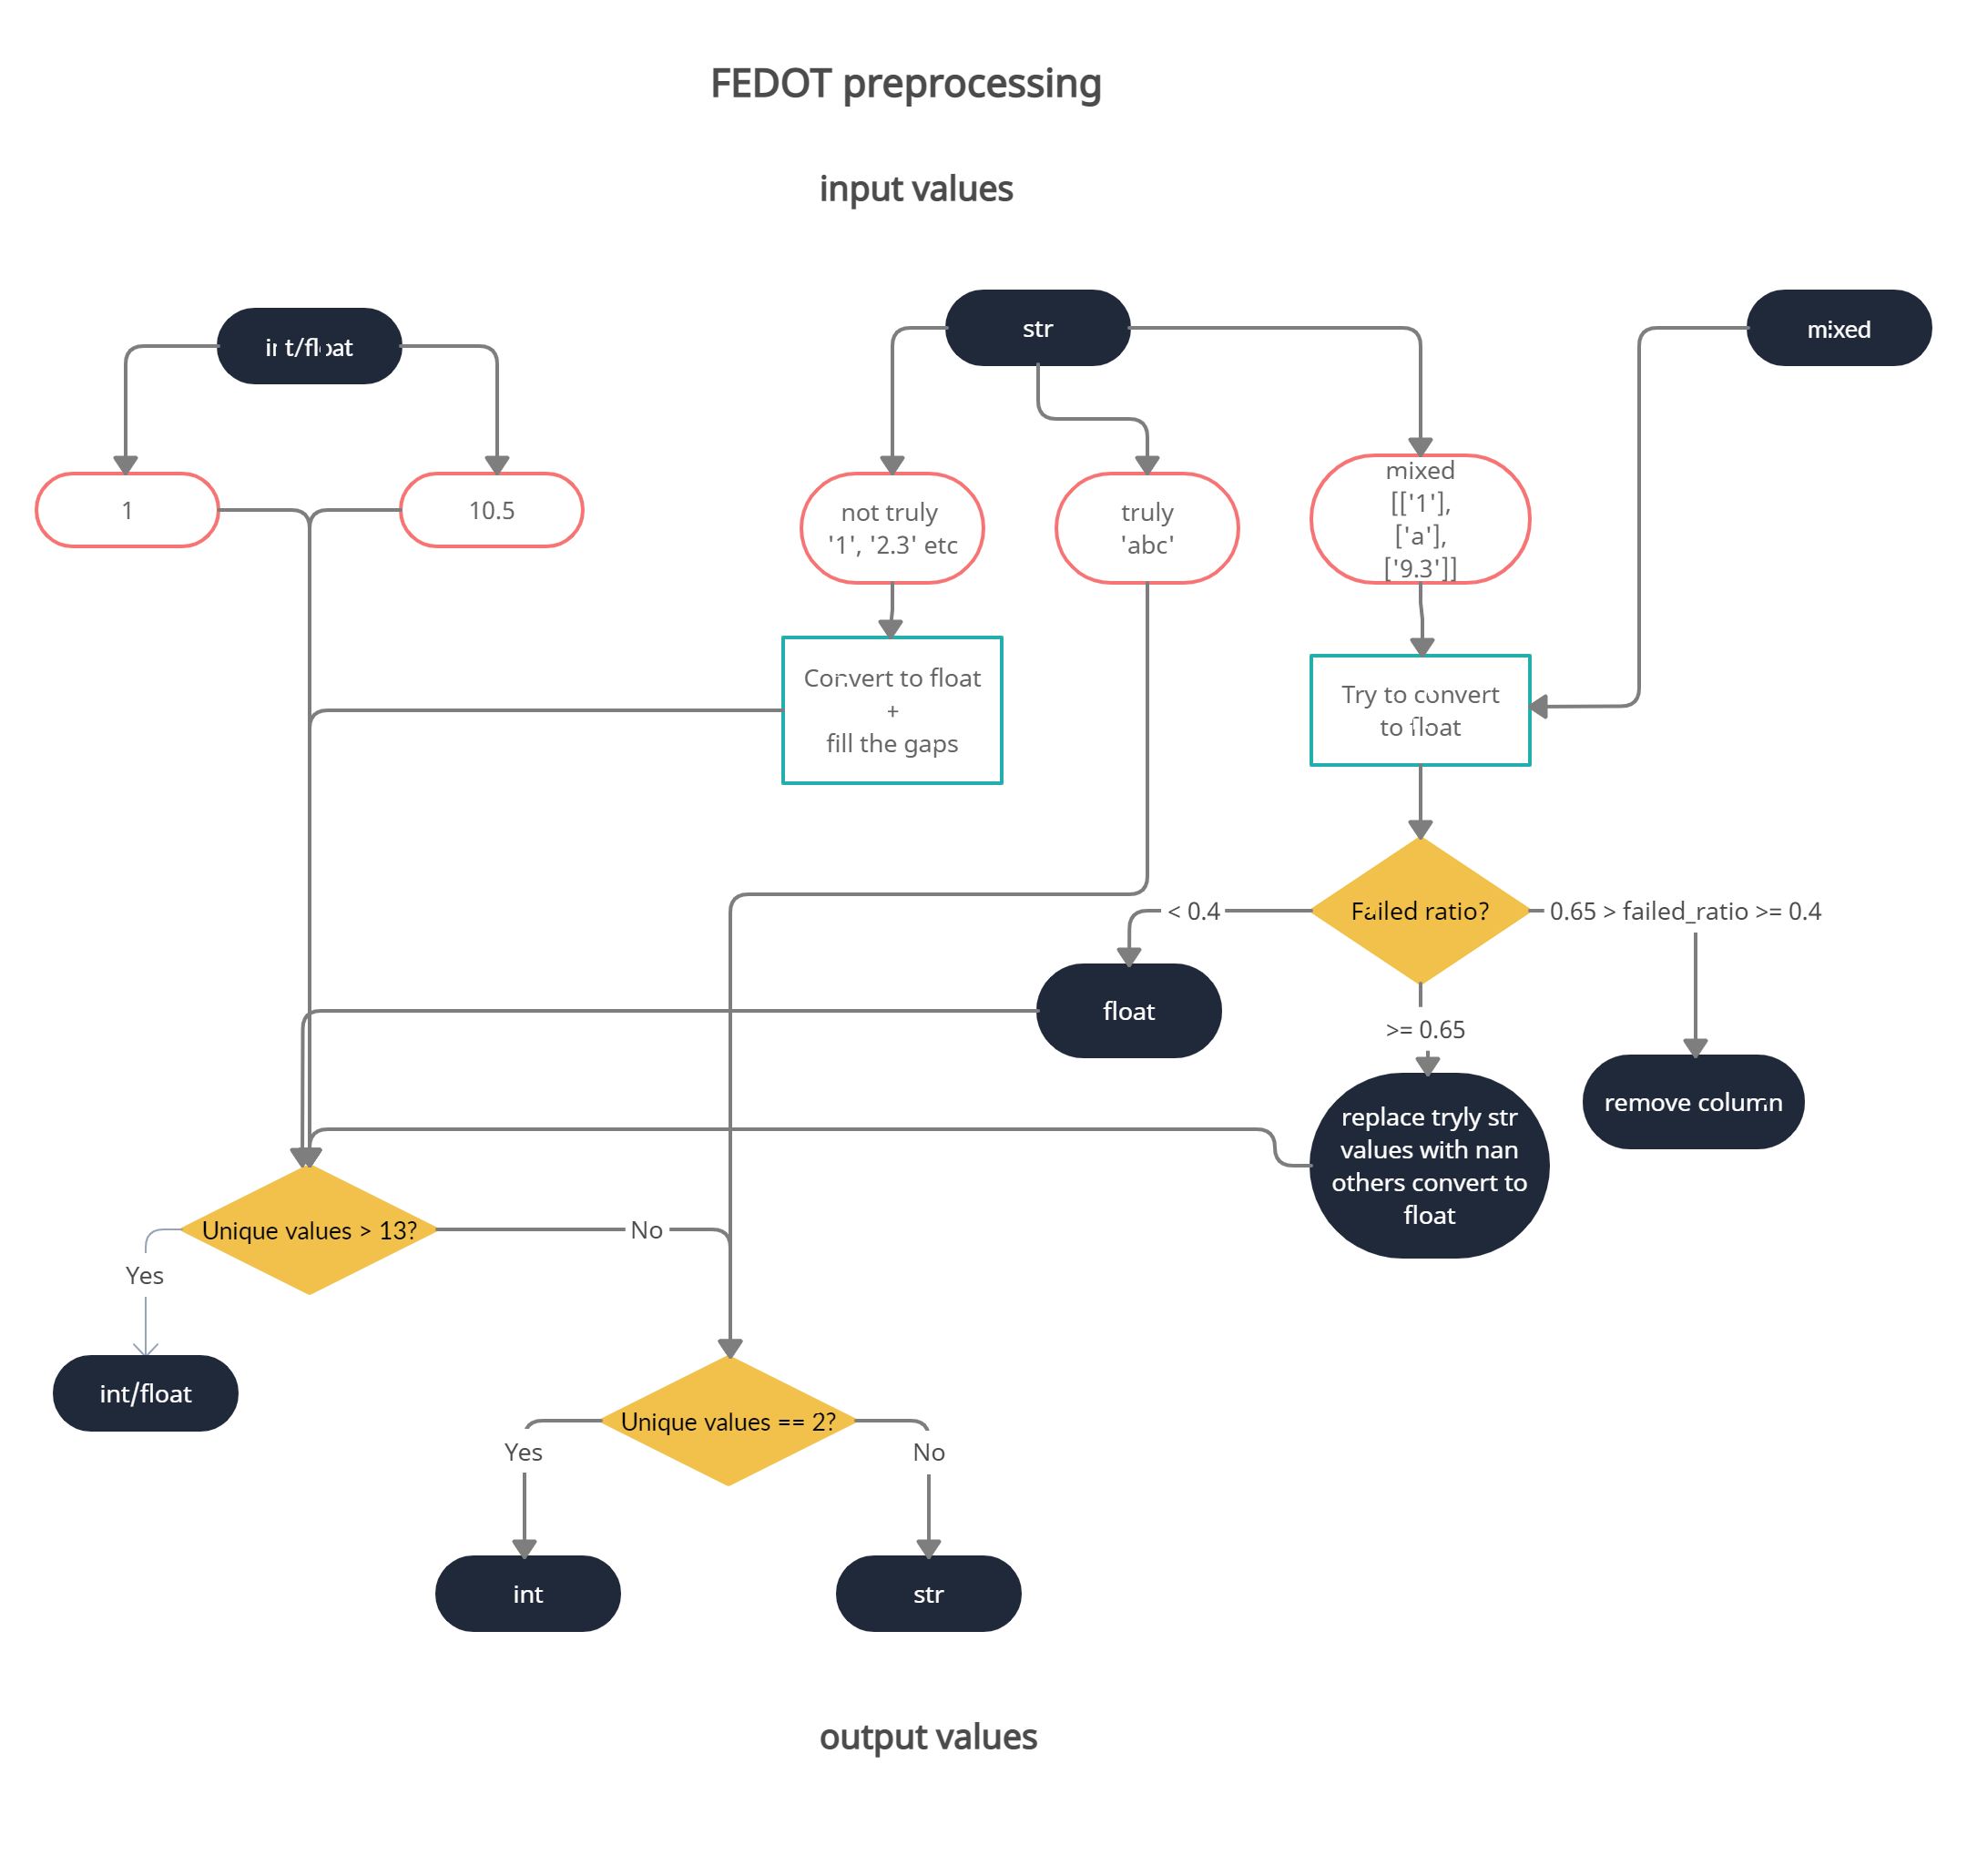 FEDOT preprocessing
input values
int/float
str
mixed
1
10.5
not truly
'1', '2.3' etc
truly
'abc'
mixed
[['1'],
['a'],
['9.3']]
Convert to float
+
fill the gaps
Try to convert
to float
Failed ratio?
< 0.4
0.65 > failed_ratio >= 0.4
>= 0.65
float
remove column
replace tryly str
values with nan
others convert to
float
Unique values > 13?
No
Yes
int/float
Unique values == 2?
Yes
No
int
str
output values